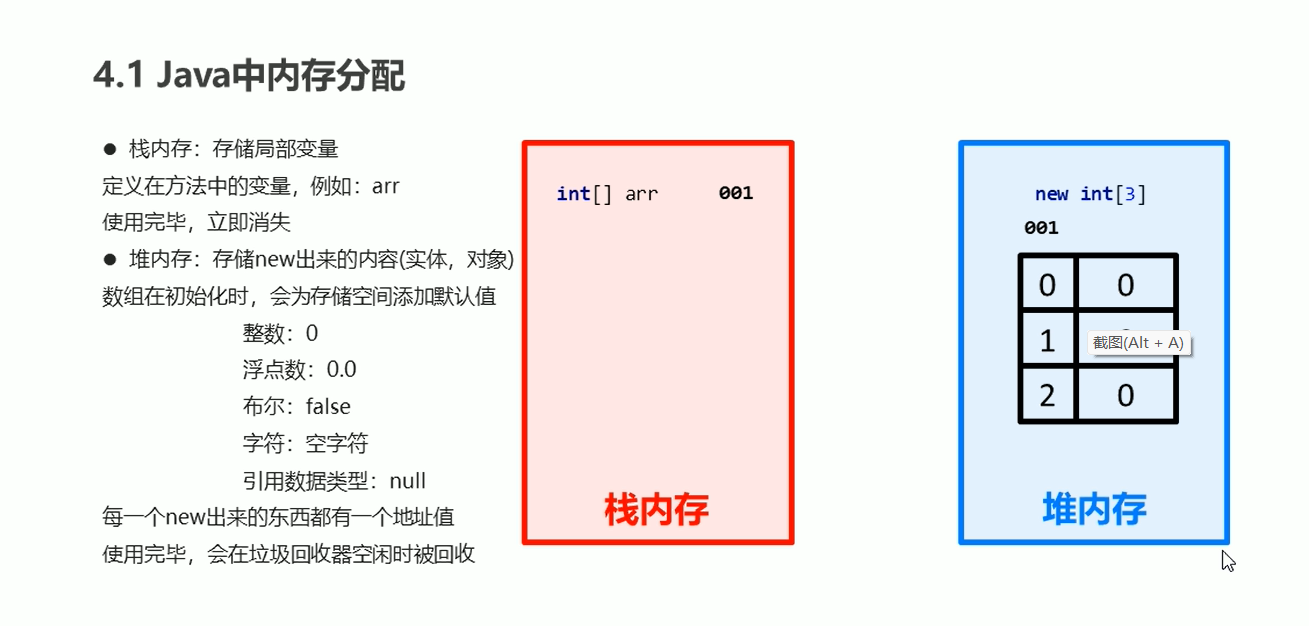 4.1 Java中内存分配
● 栈内存：存储局部变量
定义在方法中的变量，例如：arr
使用完毕，立即消失
● 堆内存：存储new出来的内容(实体，对象)
数组在初始化时，会为存储空间添加默认值
整数：0
浮点数：0.0
布尔：false
字符：空字符
引用数据类型：null
每一个new出来的东西都有一个地址值
使用完毕，会在垃圾回收器空闲时被回收
int[] arr 001
栈内存
new int[3]
001
0 0
1
截图(Alt + A)
2 0
堆内存